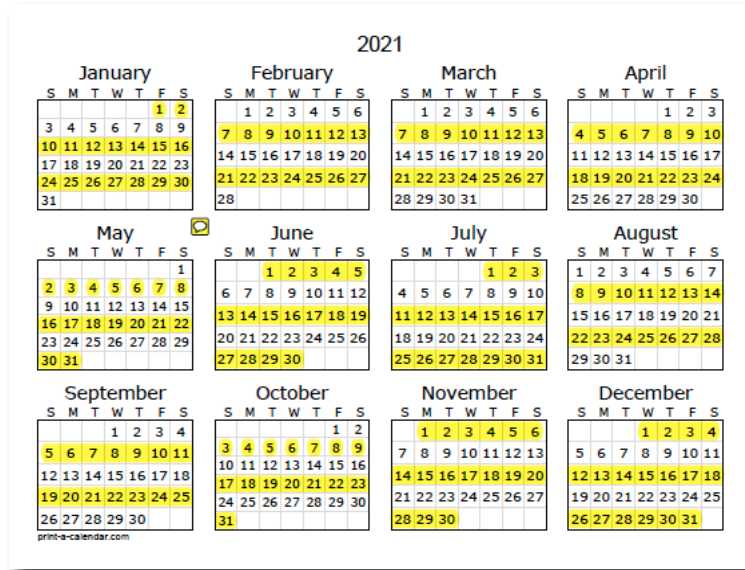 2021
January February March April
S M T W T F S S M T W T F S S M T W T F S S M T W T F S
1 2 1 2 3 4 5 6 1 2 3 4 5 6 1 2 3
3 4 5 6 7 8 9 7 8 9 10 11 12 13 7 8 9 10 11 12 13 4 5 6 7 8 9 10
10 11 12 13 14 15 16 14 15 16 17 18 19 20 14 15 16 17 18 19 20 11 12 13 14 15 16 17
17 18 19 20 21 22 23 21 22 23 24 25 26 27 21 22 23 24 25 26 27 18 19 20 21 22 23 24
24 25 26 27 28 29 30 28 28 29 30 31 25 26 27 28 29 30
31
May June July August
S M T W T F S S M T W T F S S M T W T F S S M T W T F S
1 1 2 3 4 5 1 2 3 1 2 3 4 5 6 7
2 3 4 5 6 7 8 6 7 8 9 10 11 12 4 5 6 7 8 9 10 8 9 10 11 12 13 14
9 10 11 12 13 14 15 13 14 15 16 17 18 19 11 12 13 14 15 16 17 15 16 17 18 19 20 21
16 17 18 19 20 21 22 20 21 22 23 24 25 26 18 19 20 21 22 23 24 22 23 24 25 26 27 28
23 24 25 26 27 28 29 27 28 29 30 25 26 27 28 29 30 31 29 30 31
30 31
September October November December
S M T W T F S S M T W T F S S M T W T F S S M T W T F S
1 2 3 4 1 2 1 2 3 4 5 6 1 2 3 4
5 6 7 8 9 10 11 3 4 5 6 7 8 9 7 8 9 10 11 12 13 5 6 7 8 9 10 11
12 13 14 15 16 17 18 10 11 12 13 14 15 16 14 15 16 17 18 19 20 12 13 14 15 16 17 18
19 20 21 22 23 24 25 17 18 19 20 21 22 23 21 22 23 24 25 26 27 19 20 21 22 23 24 25
26 27 28 29 30 24 25 26 27 28 29 30 28 29 30 26 27 28 29 30 31
31
print-a-calendar.com